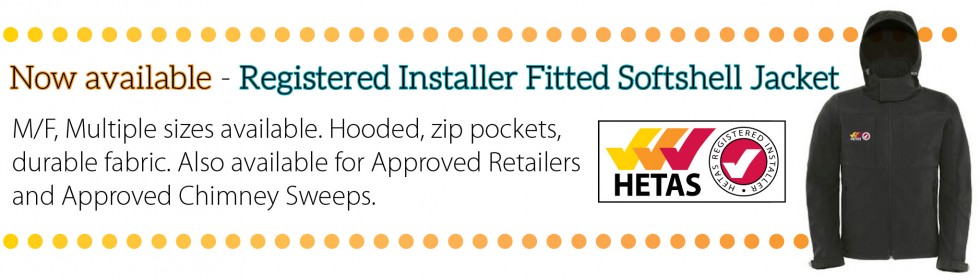 Now available - Registered Installer Fitted Softshell Jacket
M/F, Multiple sizes available. Hooded, zip pockets,
durable fabric. Also available for Approved Retailers
and Approved Chimney Sweeps.
HETAS
HETAS REGISTERED INSTALLER
HETAS